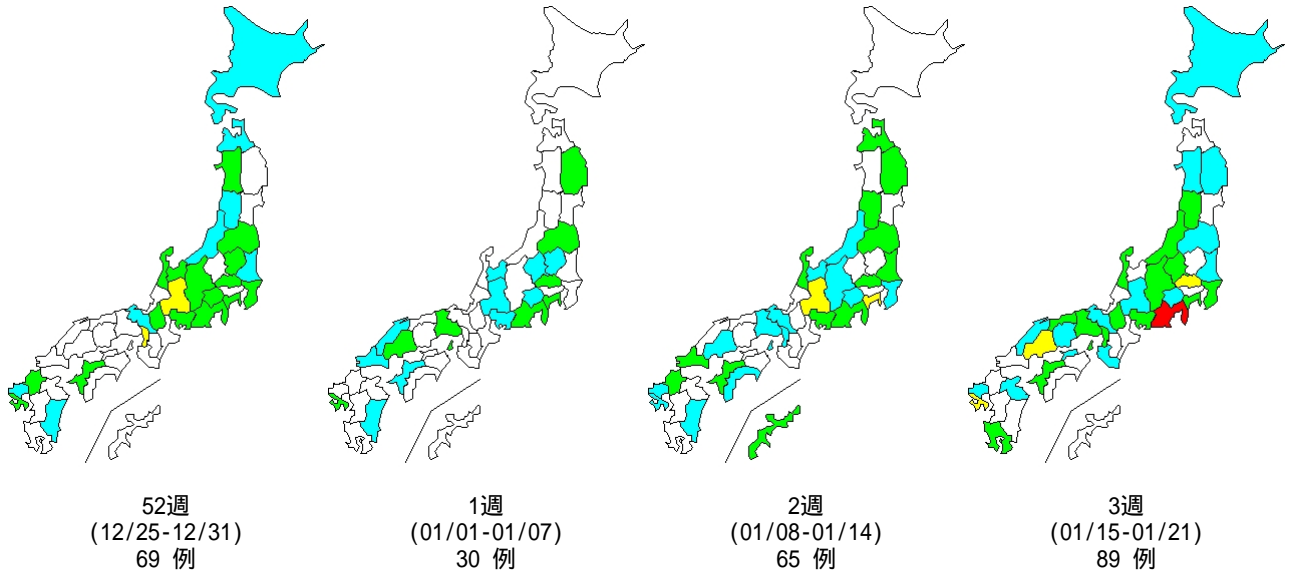 52週
(12/25-12/31)
69 例
1週
(01/01-01/07)
30 例
2週
(01/08-01/14)
65 例
3週
(01/15-01/21)
89 例